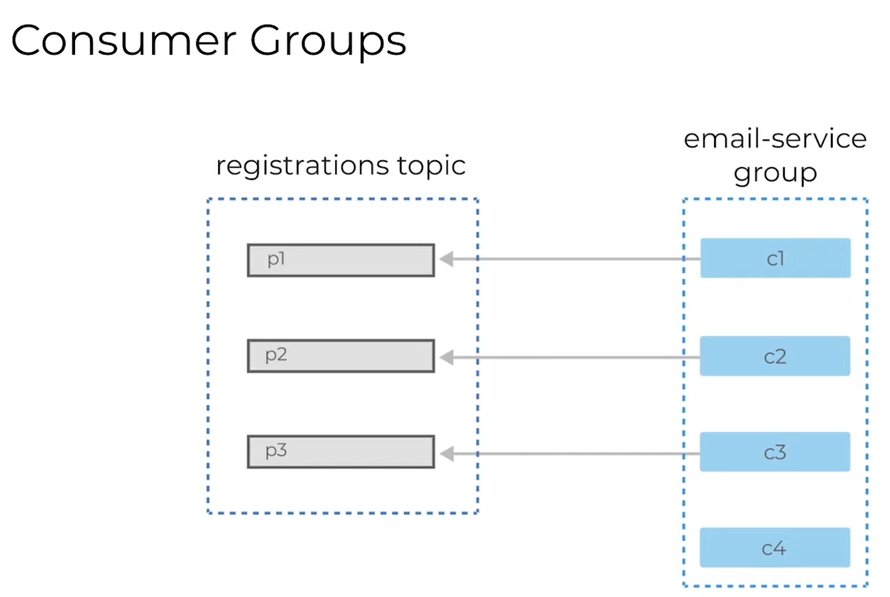 Consumer Groups
registrations topic
email-service
group
p1
c1
p2
c2
p3
c3
c4